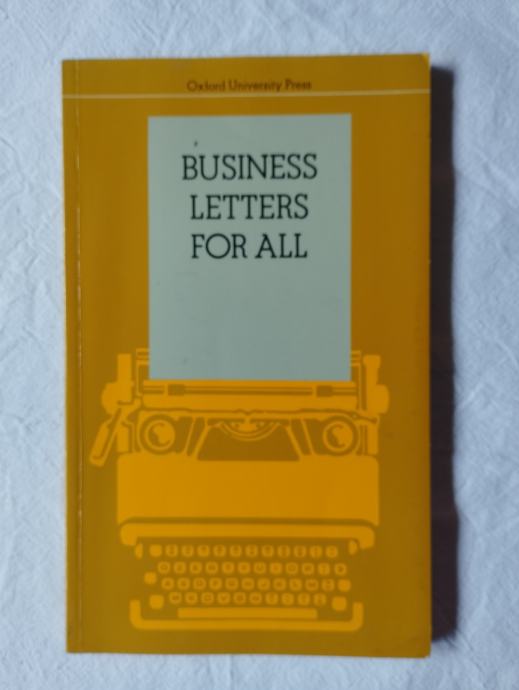 Oxford University Press
BUSINESS
LETTERS
FOR ALL